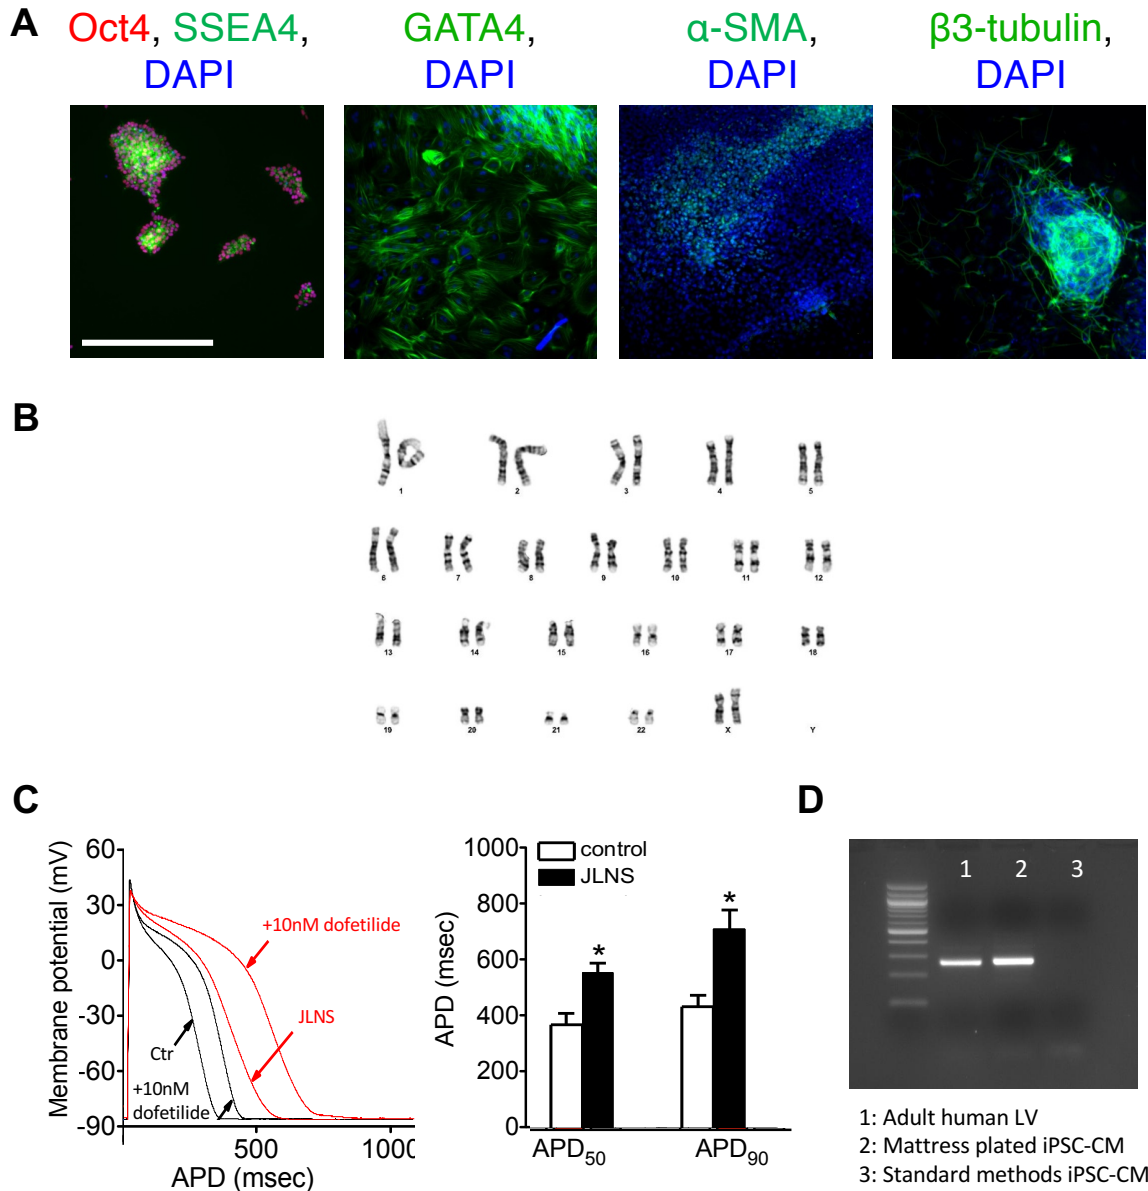 A
Oct4, SSEA4,
DAPI
GATA4,
DAPI
α-SMA,
DAPI
β3-tubulin,
DAPI
B
1 2 3 4 5
6 7 8 9 10 11 12
13 14 15 16 17 18
19 20 21 22 X Y
C
Membrane potential (mV)
60
30
0
-30
-60
-90
+10nM dofetilide
JLNS
Ctr
+10nM
dofetilide
500 1000
APD (msec)
APD (msec)
1000
800
600
400
200
0
control
JLNS
*
*
APD50 APD90
D
1 2 3
1: Adult human LV
2: Mattress plated iPSC-CM
3: Standard methods iPSC-CM